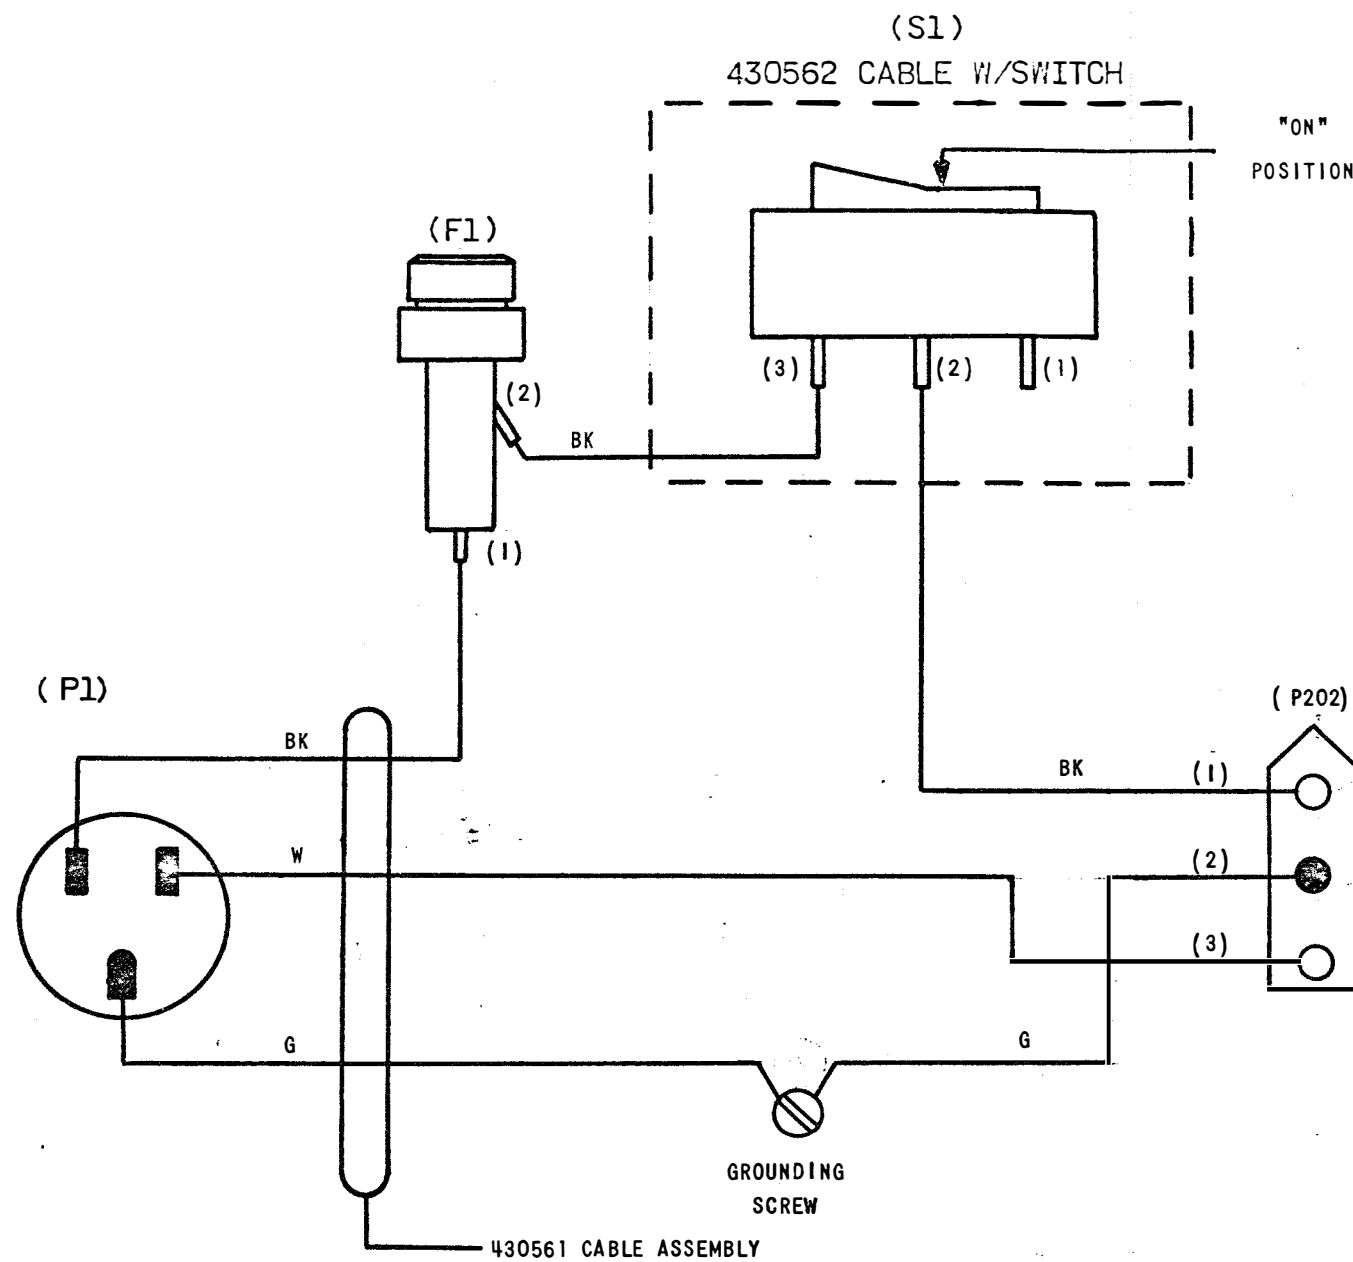 (S1)
430562 CABLE W/SWITCH
"ON"
POSITION
(F1)
(3)
(2)
(1)
(2)
BK
(1)
(P1)
(P202)
BK
BK
(1)
W
(2)
(3)
G
G
GROUNDING
SCREW
430561 CABLE ASSEMBLY